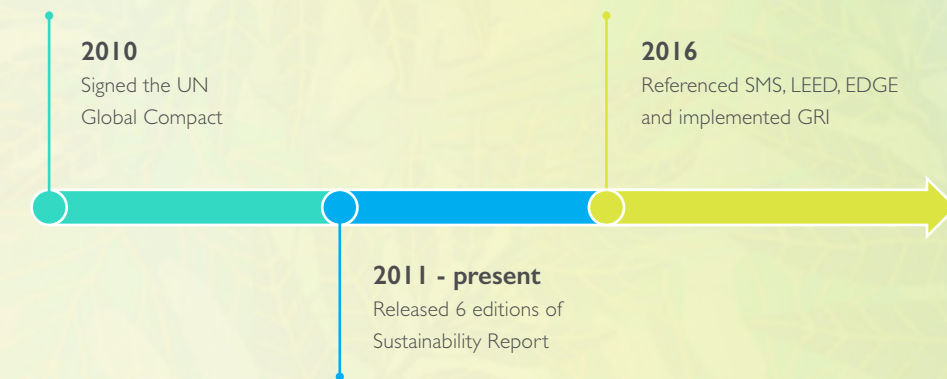 2010
Signed the UN
Global Compact
2016
Referenced SMS, LEED, EDGE
and implemented GRI
2011 - present
Released 6 editions of
Sustainability Report